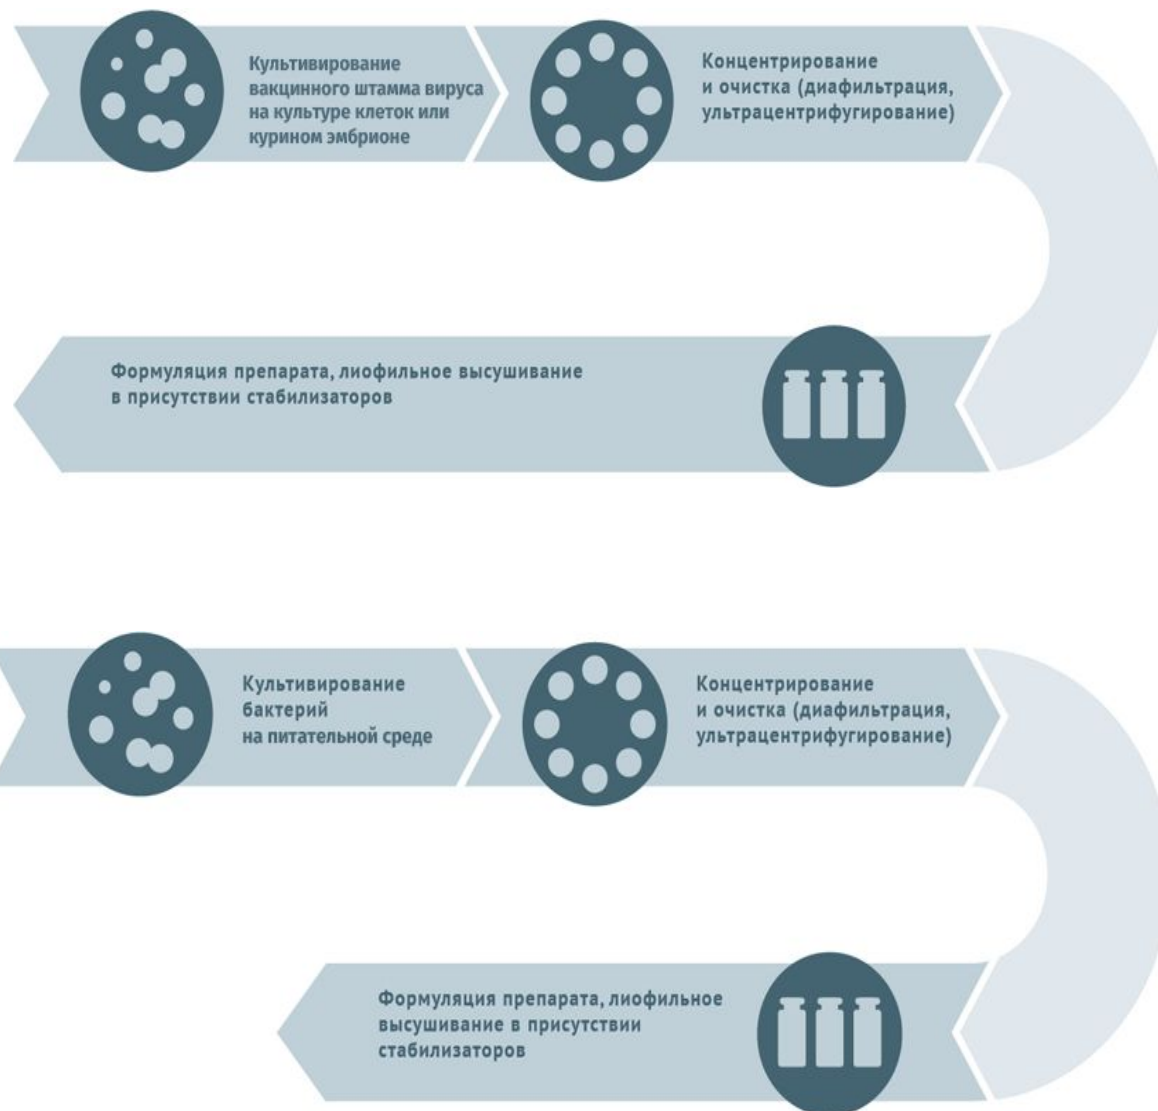 Культивирование
вакцинного штамма вируса
на культуре клеток или
курином эмбрионе
Концентрирование
и очистка (диафильтрация,
ультрацентрифугирование)
Формуляция препарата, лиофильное высушивание
в присутствии стабилизаторов
Культивирование
бактерий
на питательной среде
Концентрирование
и очистка (диафильтрация,
ультрацентрифугирование)
Формуляция препарата, лиофильное
высушивание в присутствии
стабилизаторов